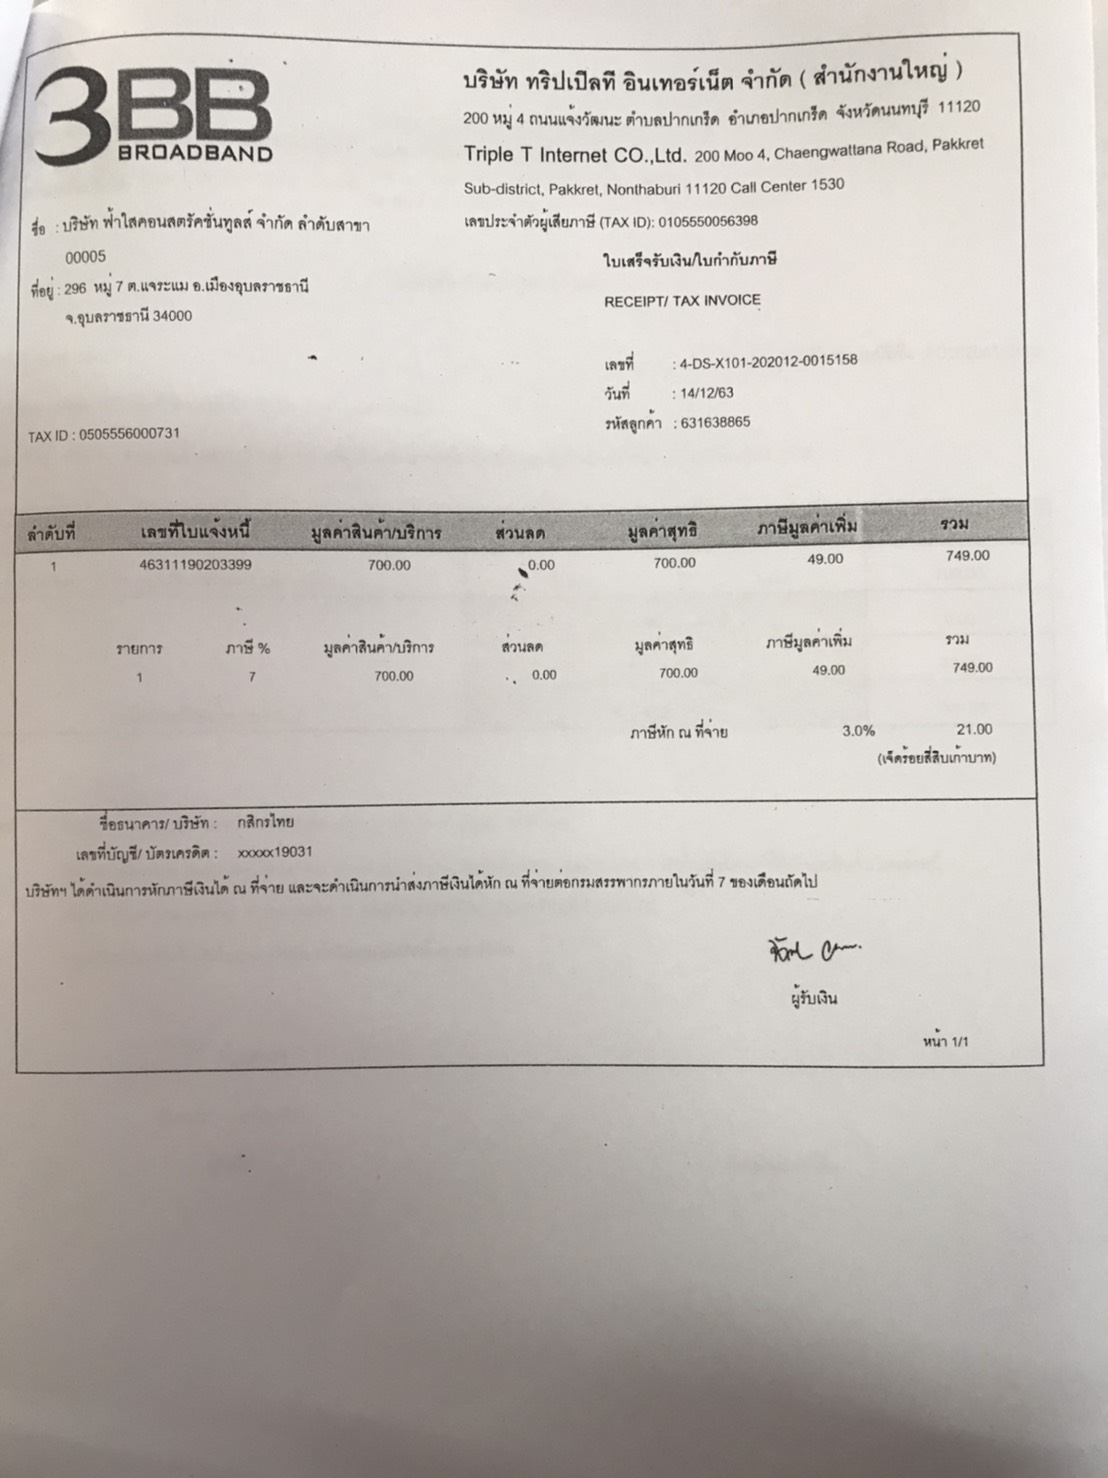 3BB
BROADBAND
บริษัท ทริปเปิลที อินเทอร์เน็ต จำกัด ( สำนักงานใหญ่ )
200 หมู่ 4 ถนนแจ้งวัฒนะ ตำบลปากเกร็ด อำเภอปากเกร็ด จังหวัดนนทบุรี 11120
Triple T Internet CO.,Ltd. 200 Moo 4, Chaengwattana Road, Pakkret
Sub-district, Pakkret, Nonthaburi 11120 Call Center 1530
เลขประจำตัวผู้เสียภาษี (TAX ID): 0105550056398
ชื่อ : บริษัท ฟ้าใสคอนสตรัคชั่นทูลส์ จำกัด ลำดับสาขา
00005
ที่อยู่ : 296 หมู่ 7 ต.แจระแม อ.เมืองอุบลราชธานี
จ.อุบลราชธานี 34000
ใบเสร็จรับเงิน/ใบกำกับภาษี
RECEIPT/ TAX INVOICE
เลขที่ : 4-DS-X101-202012-0015158
วันที่ : 14/12/63
รหัสลูกค้า : 631638865
TAX ID : 0505556000731
ลำดับที่ เลขที่ใบแจ้งหนี้ มูลค่าสินค้า/บริการ ส่วนลด มูลค่าสุทธิ ภาษีมูลค่าเพิ่ม รวม
1 46311190203399 700.00 0.00 700.00 49.00 749.00
รายการ ภาษี % มูลค่าสินค้า/บริการ ส่วนลด มูลค่าสุทธิ ภาษีมูลค่าเพิ่ม รวม
1 7 700.00 0.00 700.00 49.00 749.00
ภาษีหัก ณ ที่จ่าย 3.0% 21.00
(เจ็ดร้อยสี่สิบเก้าบาท)
ชื่อธนาคาร/ บริษัท : กสิกรไทย
เลขที่บัญชี/ บัตรเครดิต : xxxxx19031
บริษัทฯ ได้ดำเนินการหักภาษีเงินได้ ณ ที่จ่าย และจะดำเนินการนำส่งภาษีเงินได้หัก ณ ที่จ่ายต่อกรมสรรพากรภายในวันที่ 7 ของเดือนถัดไป
ผู้รับเงิน
หน้า 1/1